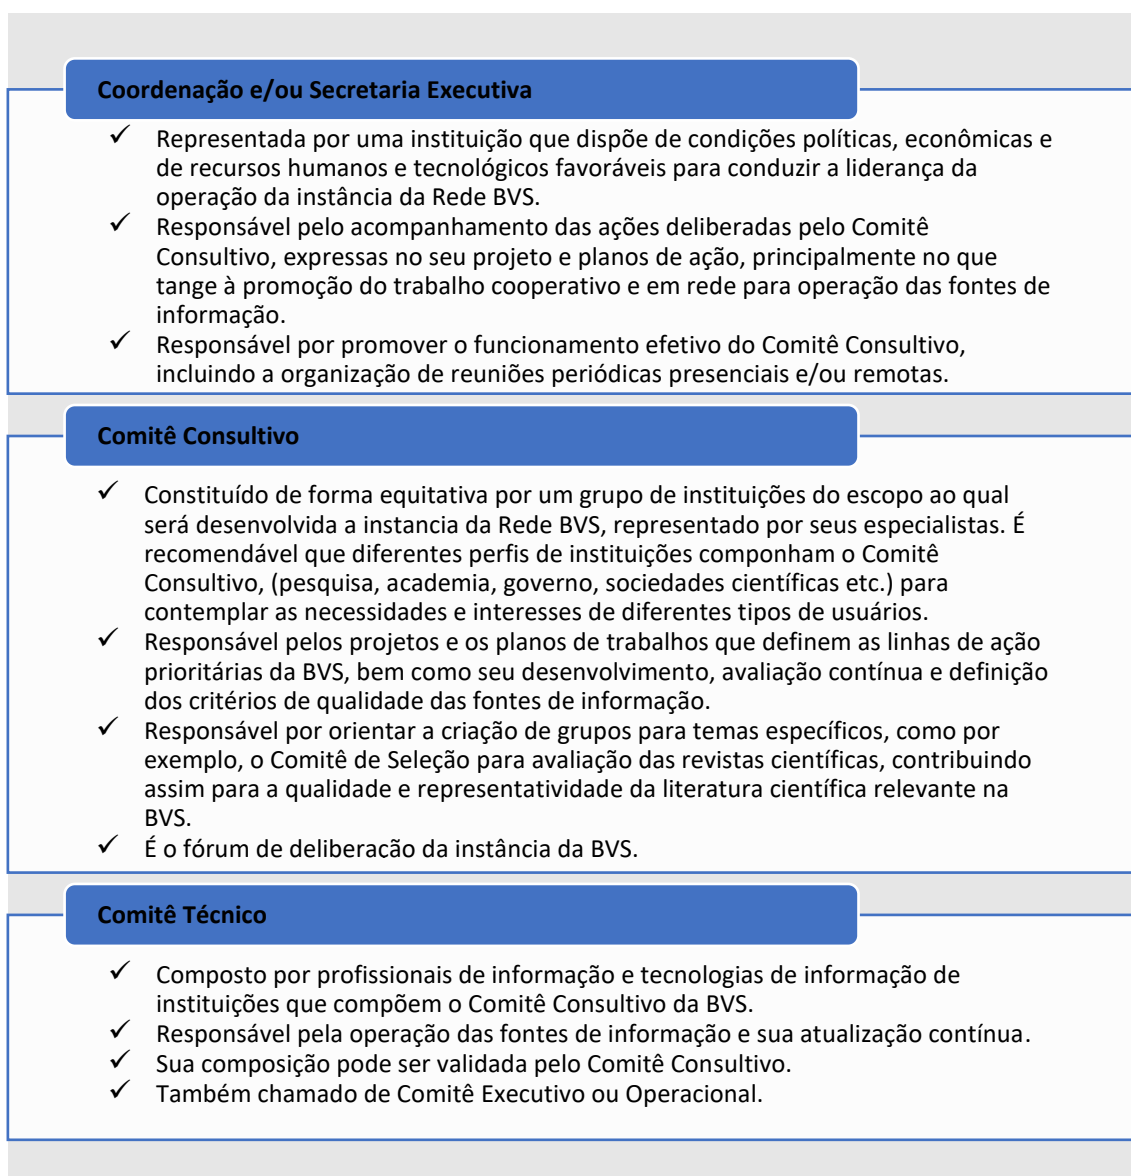 Coordenação e/ou Secretaria Executiva
✓ Representada por uma instituição que dispõe de condições políticas, econômicas e
de recursos humanos e tecnológicos favoráveis para conduzir a liderança da
operação da instância da Rede BVS.
✓ Responsável pelo acompanhamento das ações deliberadas pelo Comitê
Consultivo, expressas no seu projeto e planos de ação, principalmente no que
tange à promoção do trabalho cooperativo e em rede para operação das fontes de
informação.
✓ Responsável por promover o funcionamento efetivo do Comitê Consultivo,
incluindo a organização de reuniões periódicas presenciais e/ou remotas.
Comitê Consultivo
✓ Constituído de forma equitativa por um grupo de instituições do escopo ao qual
será desenvolvida a instancia da Rede BVS, representado por seus especialistas. É
recomendável que diferentes perfis de instituições componham o Comitê
Consultivo, (pesquisa, academia, governo, sociedades científicas etc.) para
contemplar as necessidades e interesses de diferentes tipos de usuários.
✓ Responsável pelos projetos e os planos de trabalhos que definem as linhas de ação
prioritárias da BVS, bem como seu desenvolvimento, avaliação contínua e definição
dos critérios de qualidade das fontes de informação.
✓ Responsável por orientar a criação de grupos para temas específicos, como por
exemplo, o Comitê de Seleção para avaliação das revistas científicas, contribuindo
assim para a qualidade e representatividade da literatura científica relevante na
BVS.
✓ É o fórum de deliberação da instância da BVS.
Comitê Técnico
✓ Composto por profissionais de informação e tecnologias de informação de
instituições que compõem o Comitê Consultivo da BVS.
✓ Responsável pela operação das fontes de informação e sua atualização contínua.
✓ Sua composição pode ser validada pelo Comitê Consultivo.
✓ Também chamado de Comitê Executivo ou Operacional.